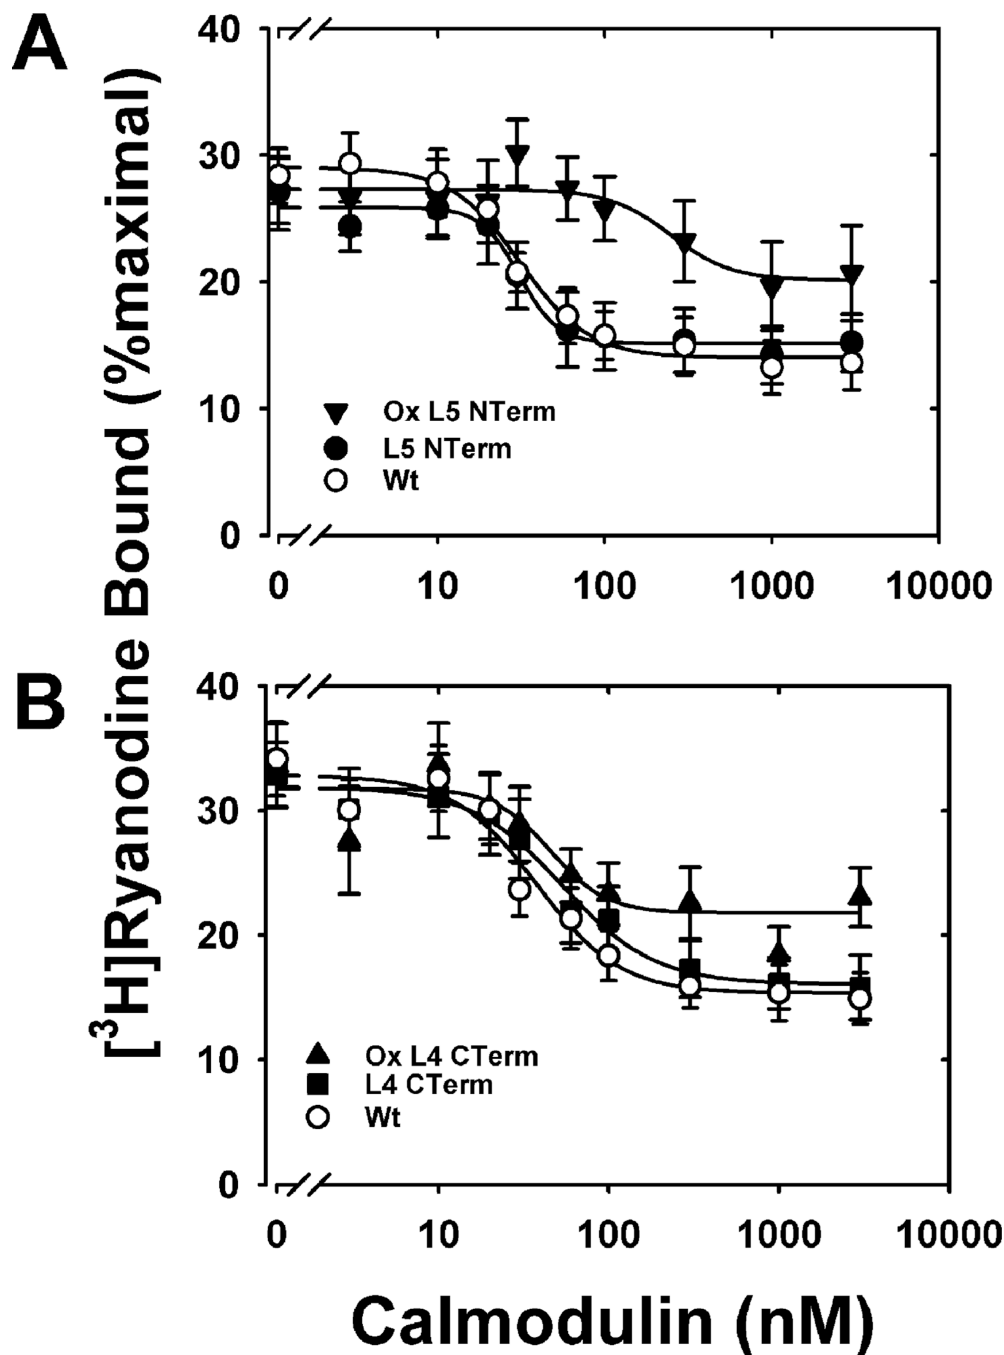 A
[³H]Ryanodine Bound (%maximal)
40
30
20
10
0
Ox L5 NTerm
L5 NTerm
Wt
0 10 100 1000 10000
B
40
30
20
10
0
Ox L4 CTerm
L4 CTerm
Wt
0 10 100 1000 10000
Calmodulin (nM)